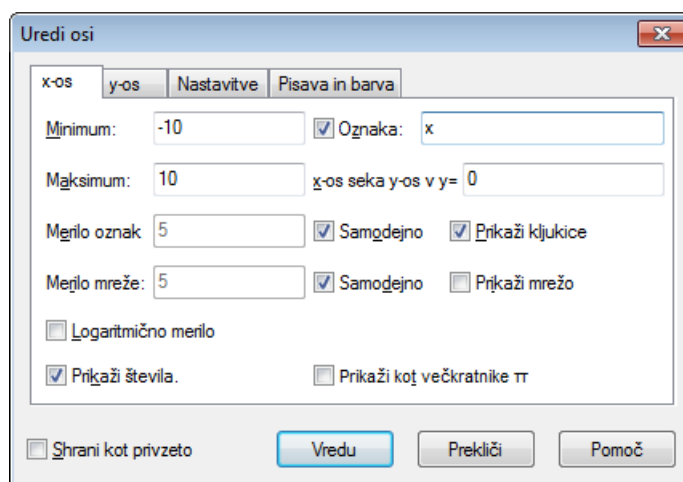 Uredi osi
x-os y-os Nastavitve Pisava in barva
Minimum: -10 Oznaka: x
Maksimum: 10 x-os seka y-os v y= 0
Merilo oznak 5 Samodejno Prikaži kljukice
Merilo mreže: 5 Samodejno Prikaži mrežo
Logaritmično merilo
Prikaži števila. Prikaži kot večkratnike π
Shrani kot privzeto Vredu Prekliči Pomoč